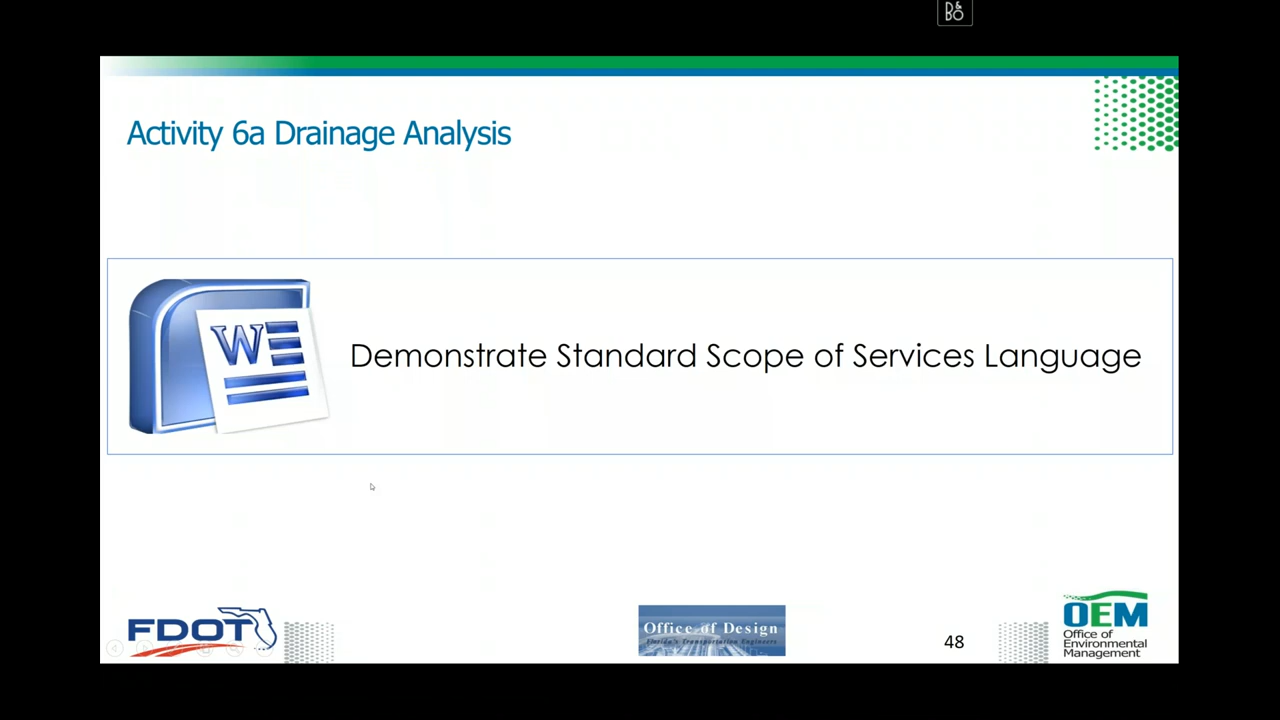 B&O
Activity 6a Drainage Analysis
W
Demonstrate Standard Scope of Services Language
FDOT
Office of Design
Florida's Transportation Engineers
48
OEM
Office of
Environmental
Management